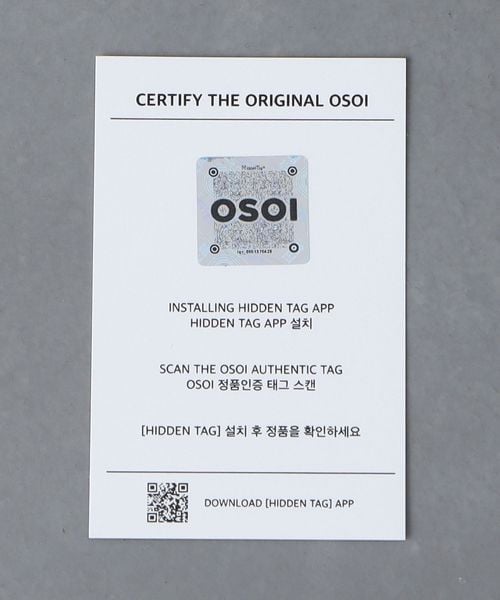 CERTIFY THE ORIGINAL OSOI
HiddenTag
OSOI
INSTALLING HIDDEN TAG APP
HIDDEN TAG APP 설치
SCAN THE OSOI AUTHENTIC TAG
OSOI 정품인증 태그 스캔
[HIDDEN TAG] 설치 후 정품을 확인하세요
DOWNLOAD [HIDDEN TAG] APP